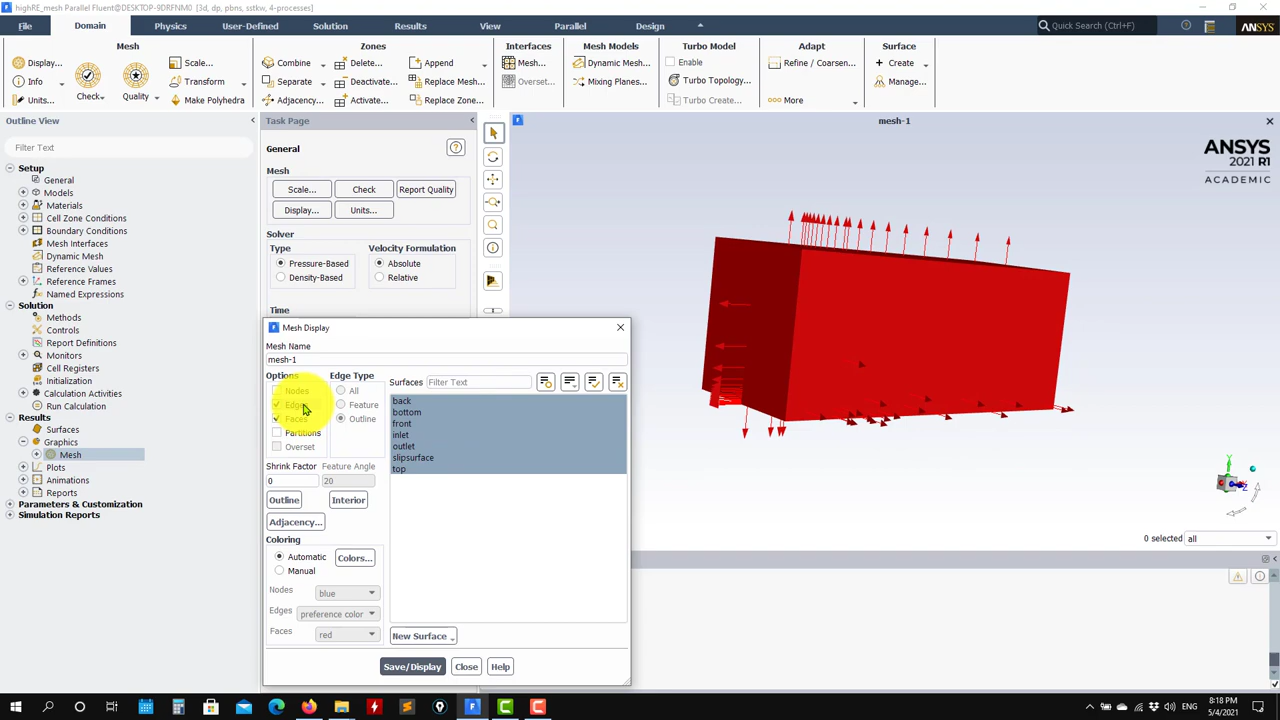 highRE_mesh Parallel Fluent@DESKTOP-9DRFNM0 [3d, dp, pbns, sstkw, 4-processes]
File Domain Physics User-Defined Solution Results View Parallel Design Quick Search (Ctrl+F) ANSYS
Mesh Zones Interfaces Mesh Models Turbo Model Adapt Surface
Display... Scale... Combine Delete... Append Mesh... Dynamic Mesh... Enable Refine / Coarsen... Create
Info Check Quality Transform Separate Deactivate... Replace Mesh... Overset... Mixing Planes... Turbo Topology... Manage...
Units... Make Polyhedra Adjacency... Activate... Replace Zone... Turbo Create... More
Outline View
Filter Text
Setup
General
Models
Materials
Cell Zone Conditions
Boundary Conditions
Mesh Interfaces
Dynamic Mesh
Reference Values
Reference Frames
Named Expressions
Solution
Methods
Controls
Report Definitions
Monitors
Cell Registers
Initialization
Calculation Activities
Run Calculation
Results
Surfaces
Graphics
Mesh
Plots
Animations
Reports
Parameters & Customization
Simulation Reports
Task Page
General
Mesh
Scale... Check Report Quality
Display... Units...
Solver
Type Velocity Formulation
Pressure-Based Absolute
Density-Based Relative
Time
mesh-1
ANSYS
2021 R1
ACADEMIC
Mesh Display
Mesh Name
mesh-1
Options Edge Type Surfaces Filter Text
Nodes All
Edges Feature
Faces Outline
Partitions
Overset
Shrink Factor Feature Angle
0 20
Outline Interior
Adjacency...
Coloring
Automatic Colors...
Manual
Nodes blue
Edges preference color
Faces red
back
bottom
front
inlet
outlet
slipsurface
top
New Surface
Save/Display Close Help
0 selected all
8:18 PM
ENG
5/4/2021